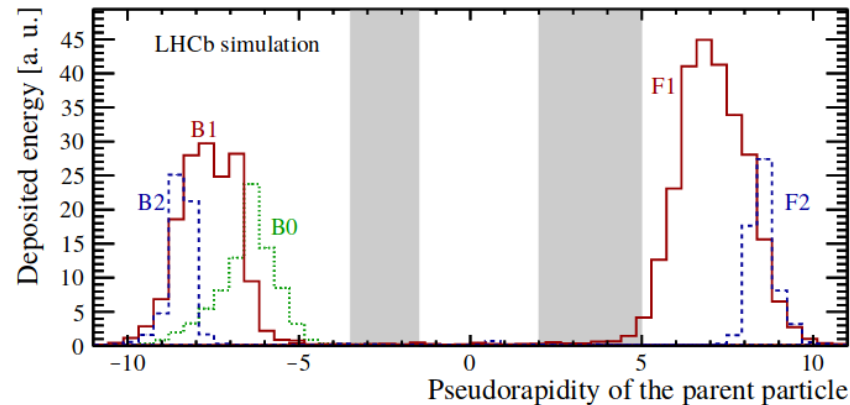 Deposited energy [a. u.]
45
40
35
30
25
20
15
10
5
0
LHCb simulation
B1
B2
B0
F1
F2
−10 −5 0 5 10
Pseudorapidity of the parent particle